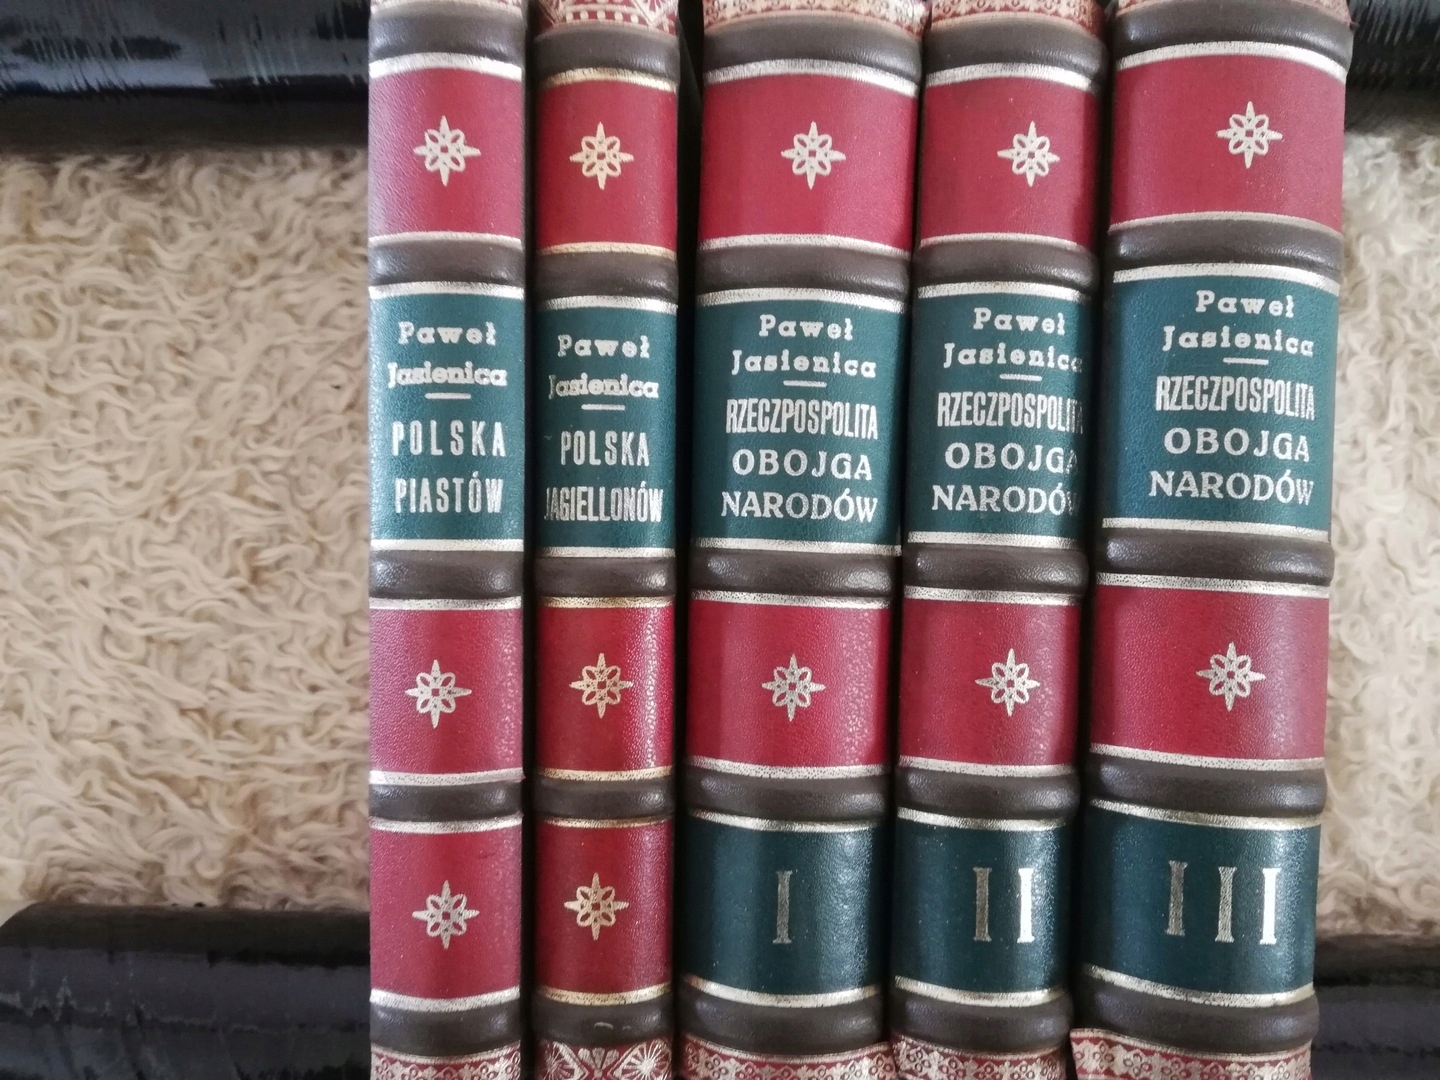 Paweł
Jasienica
POLSKA
PIASTÓW
Paweł
Jasienica
POLSKA
JAGIELLONÓW
Paweł
Jasienica
RZECZPOSPOLITA
OBOJGA
NARODÓW
I
Paweł
Jasienica
RZECZPOSPOLITA
OBOJGA
NARODÓW
II
Paweł
Jasienica
RZECZPOSPOLITA
OBOJGA
NARODÓW
III